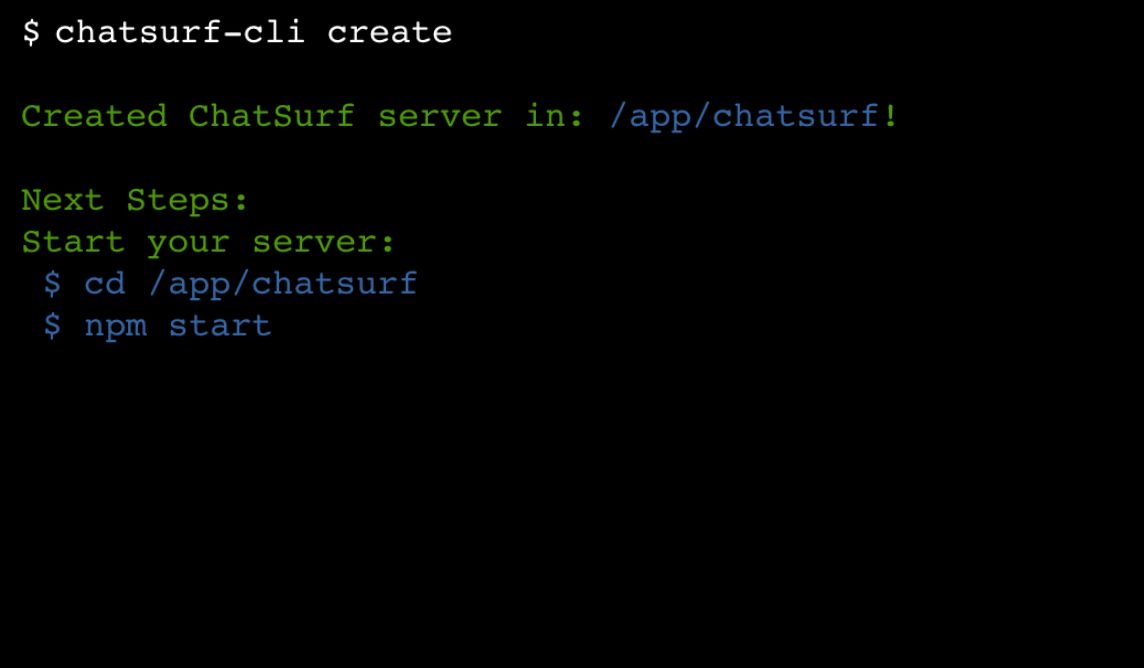 $ chatsurf-cli create
Created ChatSurf server in: /app/chatsurf!
Next Steps:
Start your server:
$ cd /app/chatsurf
$ npm start